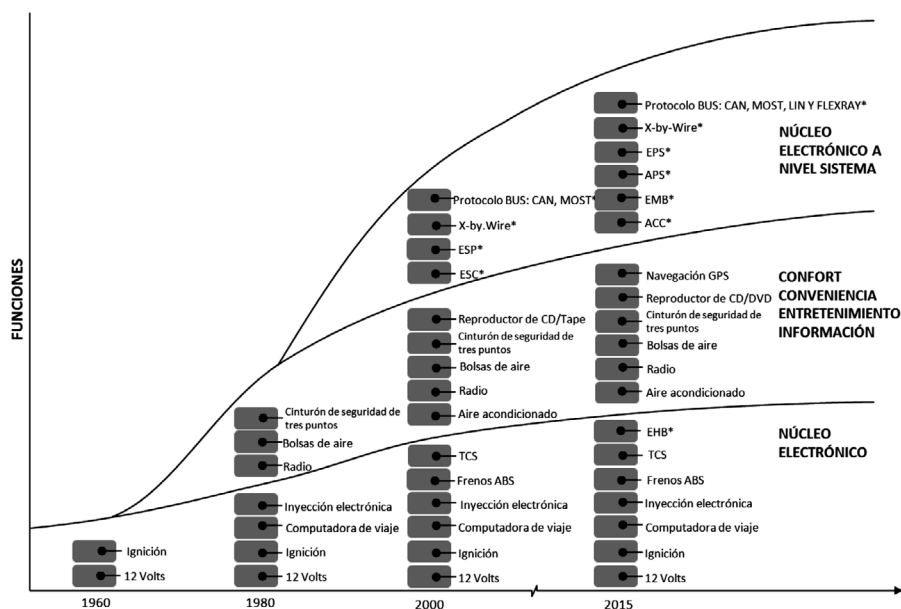 FUNCIONES
Protocolo BUS: CAN, MOST, LIN Y FLEXRAY*
X-by-Wire*
EPS*
APS*
EMB*
ACC*
NÚCLEO
ELECTRÓNICO A
NIVEL SISTEMA
Protocolo BUS: CAN, MOST*
X-by.Wire*
ESP*
ESC*
Navegación GPS
Reproductor de CD/DVD
Cinturón de seguridad de
tres puntos
Bolsas de aire
Radio
Aire acondicionado
CONFORT
CONVENIENCIA
ENTRETENIMIENTO
INFORMACIÓN
Reproductor de CD/Tape
Cinturón de seguridad de
tres puntos
Bolsas de aire
Radio
Aire acondicionado
Cinturón de seguridad de
tres puntos
Bolsas de aire
Radio
EHB*
TCS
Frenos ABS
Inyección electrónica
Computadora de viaje
Ignición
12 Volts
NÚCLEO
ELECTRÓNICO
TCS
Frenos ABS
Inyección electrónica
Computadora de viaje
Ignición
12 Volts
Inyección electrónica
Computadora de viaje
Ignición
12 Volts
Ignición
12 Volts
1960
1980
2000
2015